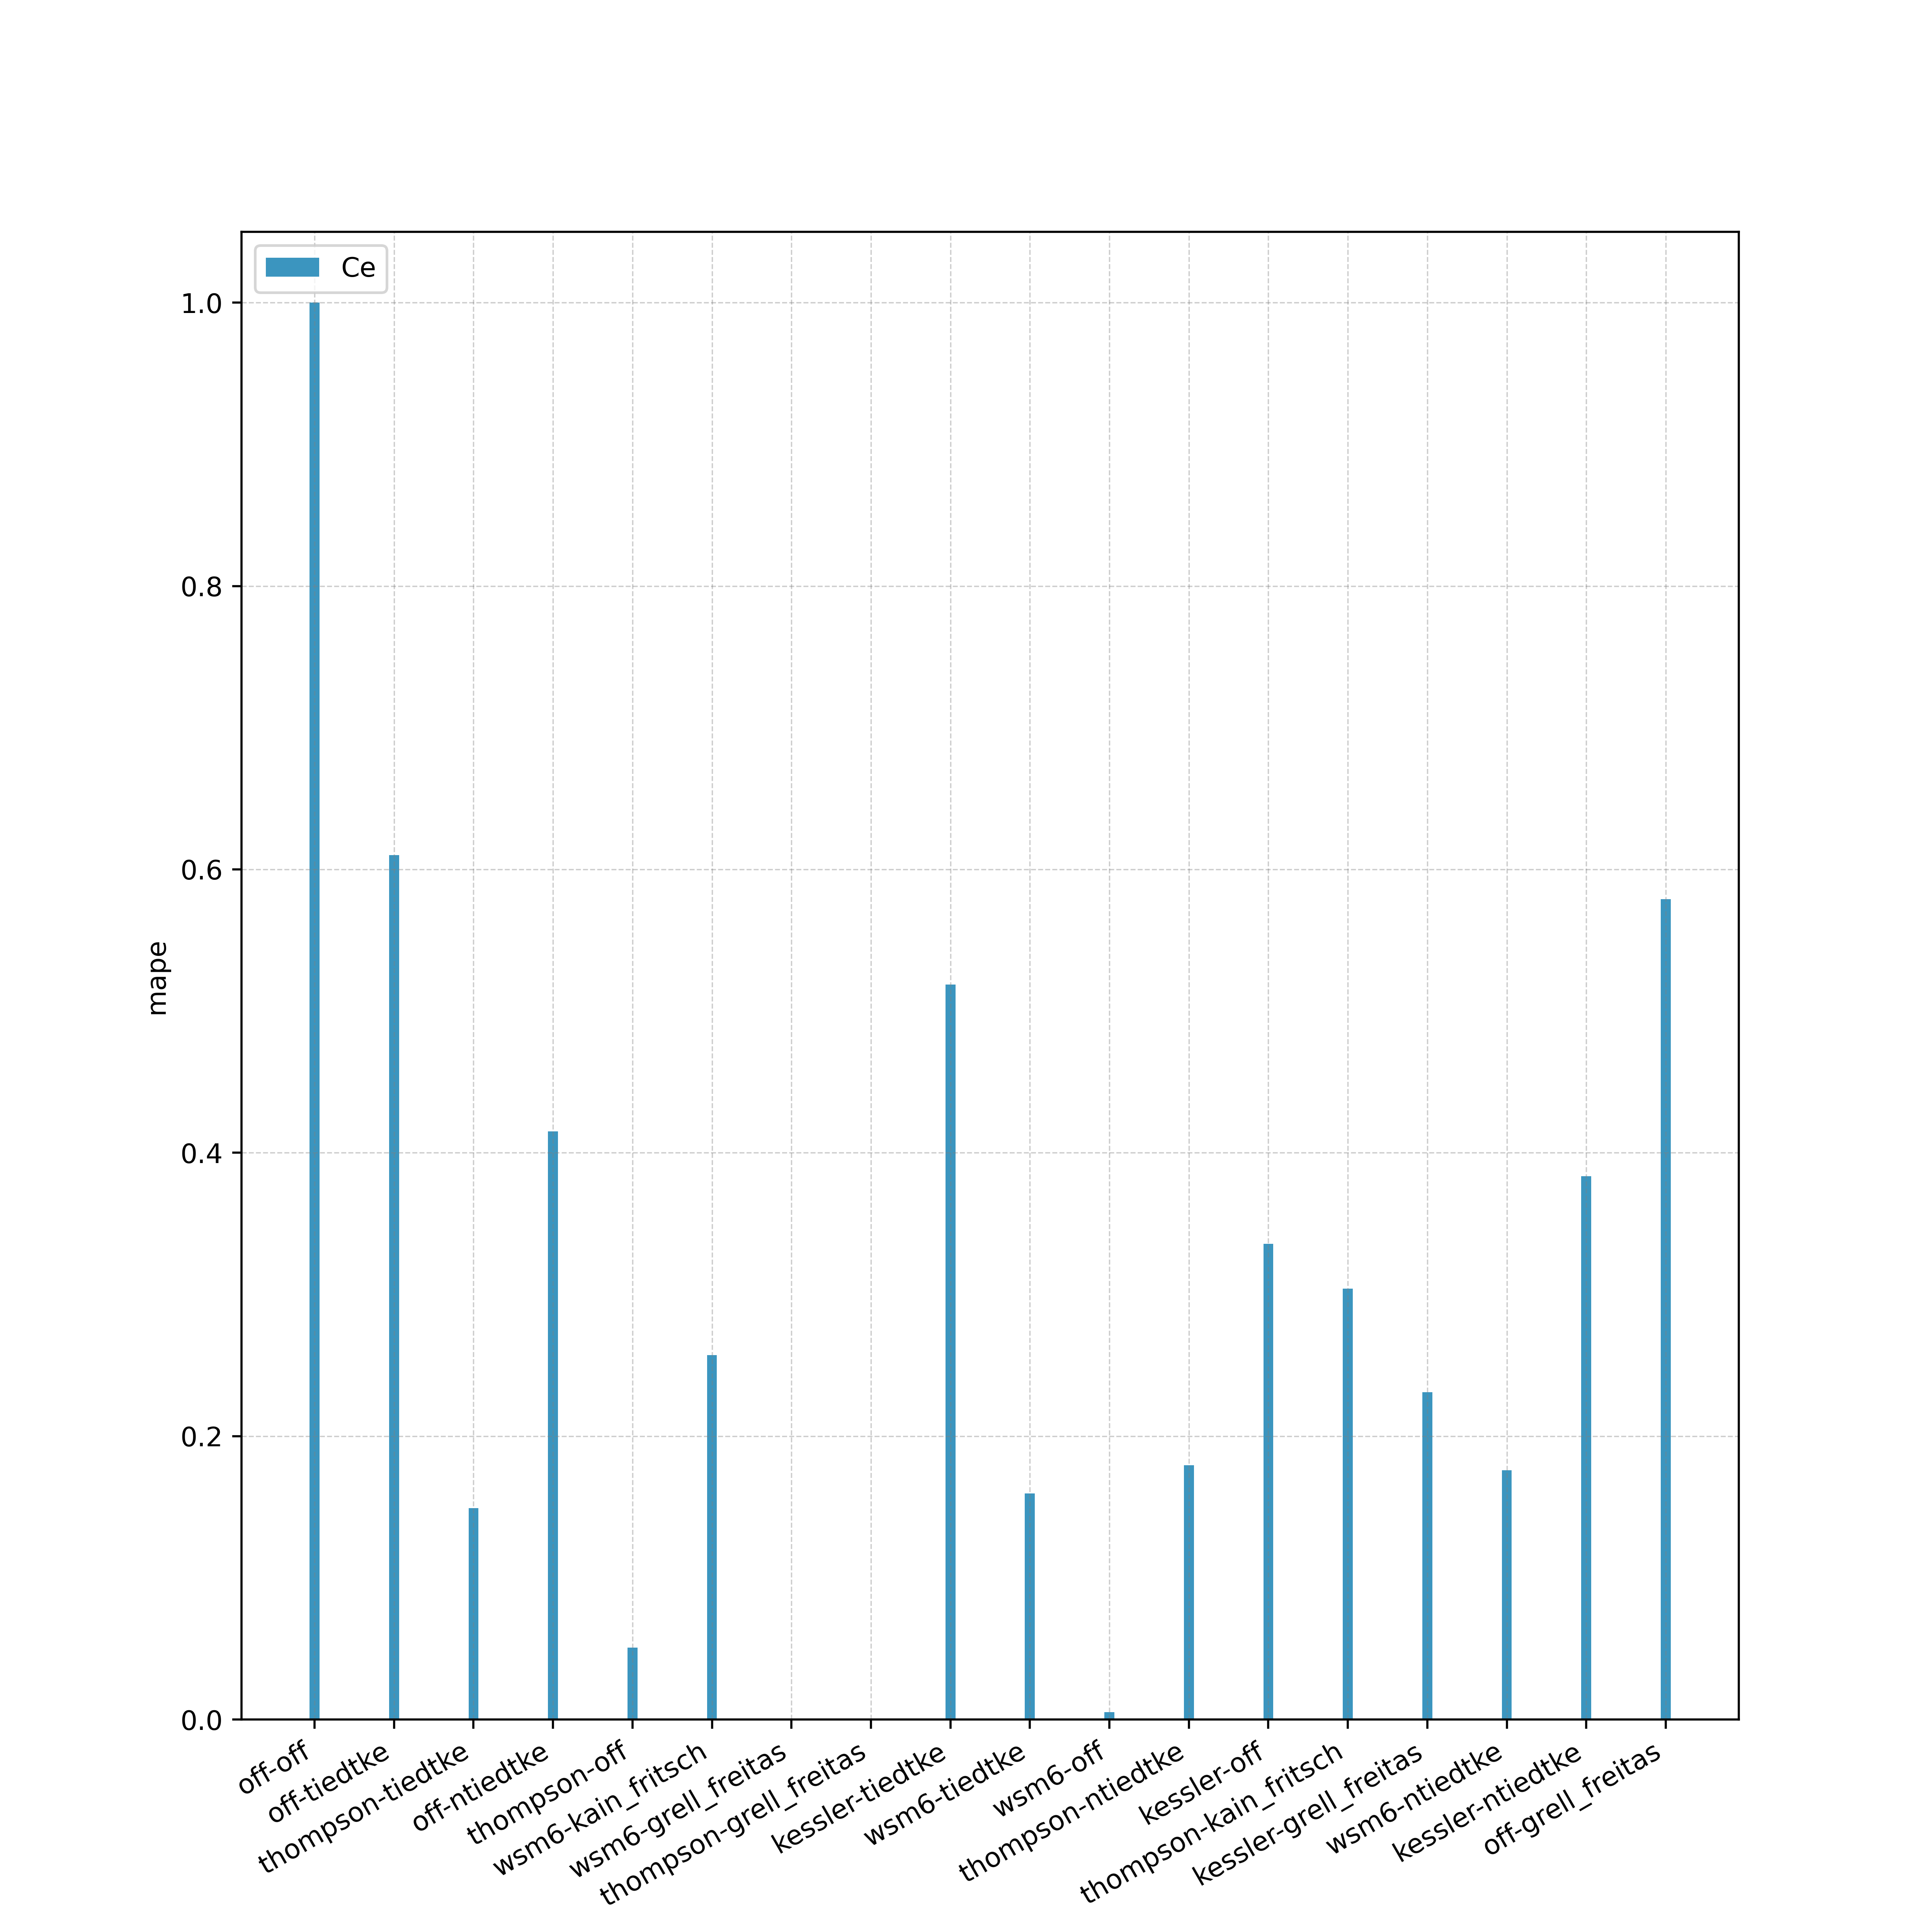 Ce
1.0
0.8
0.6
0.4
0.2
0.0
mape
off-off
off-tiedtke
thompson-tiedtke
off-ntiedtke
thompson-off
wsm6-kain_fritsch
wsm6-grell_freitas
thompson-grell_freitas
kessler-tiedtke
wsm6-tiedtke
wsm6-off
thompson-ntiedtke
kessler-off
thompson-kain_fritsch
kessler-grell_freitas
wsm6-ntiedtke
kessler-ntiedtke
off-grell_freitas